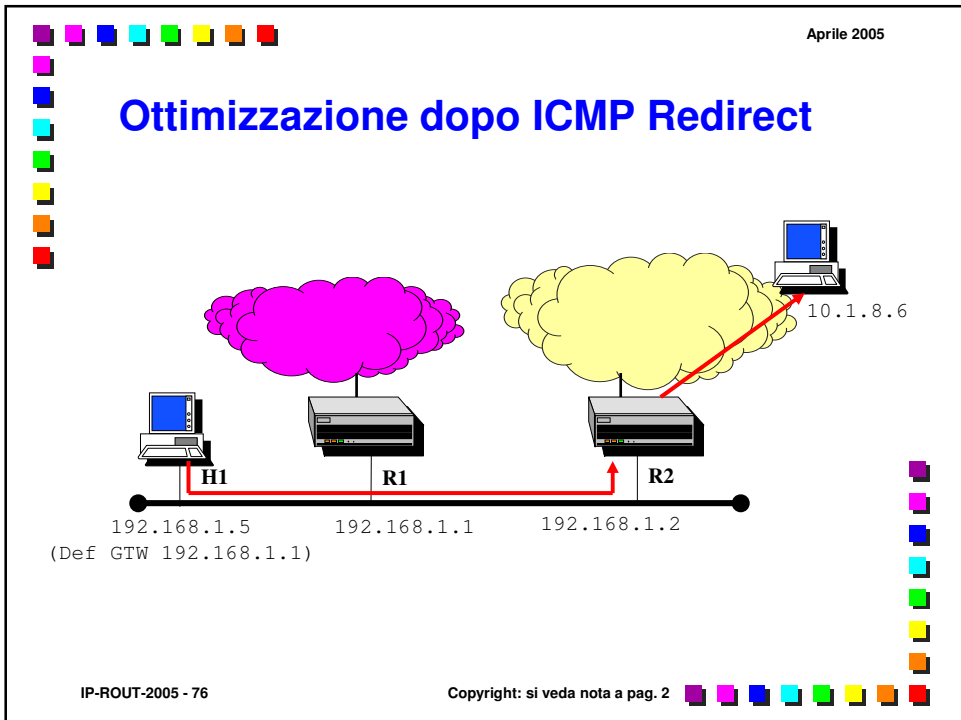 Aprile 2005
Ottimizzazione dopo ICMP Redirect
10.1.8.6
H1
R1
R2
192.168.1.5
192.168.1.1
192.168.1.2
(Def GTW 192.168.1.1)
IP-ROUT-2005 - 76
Copyright: si veda nota a pag. 2